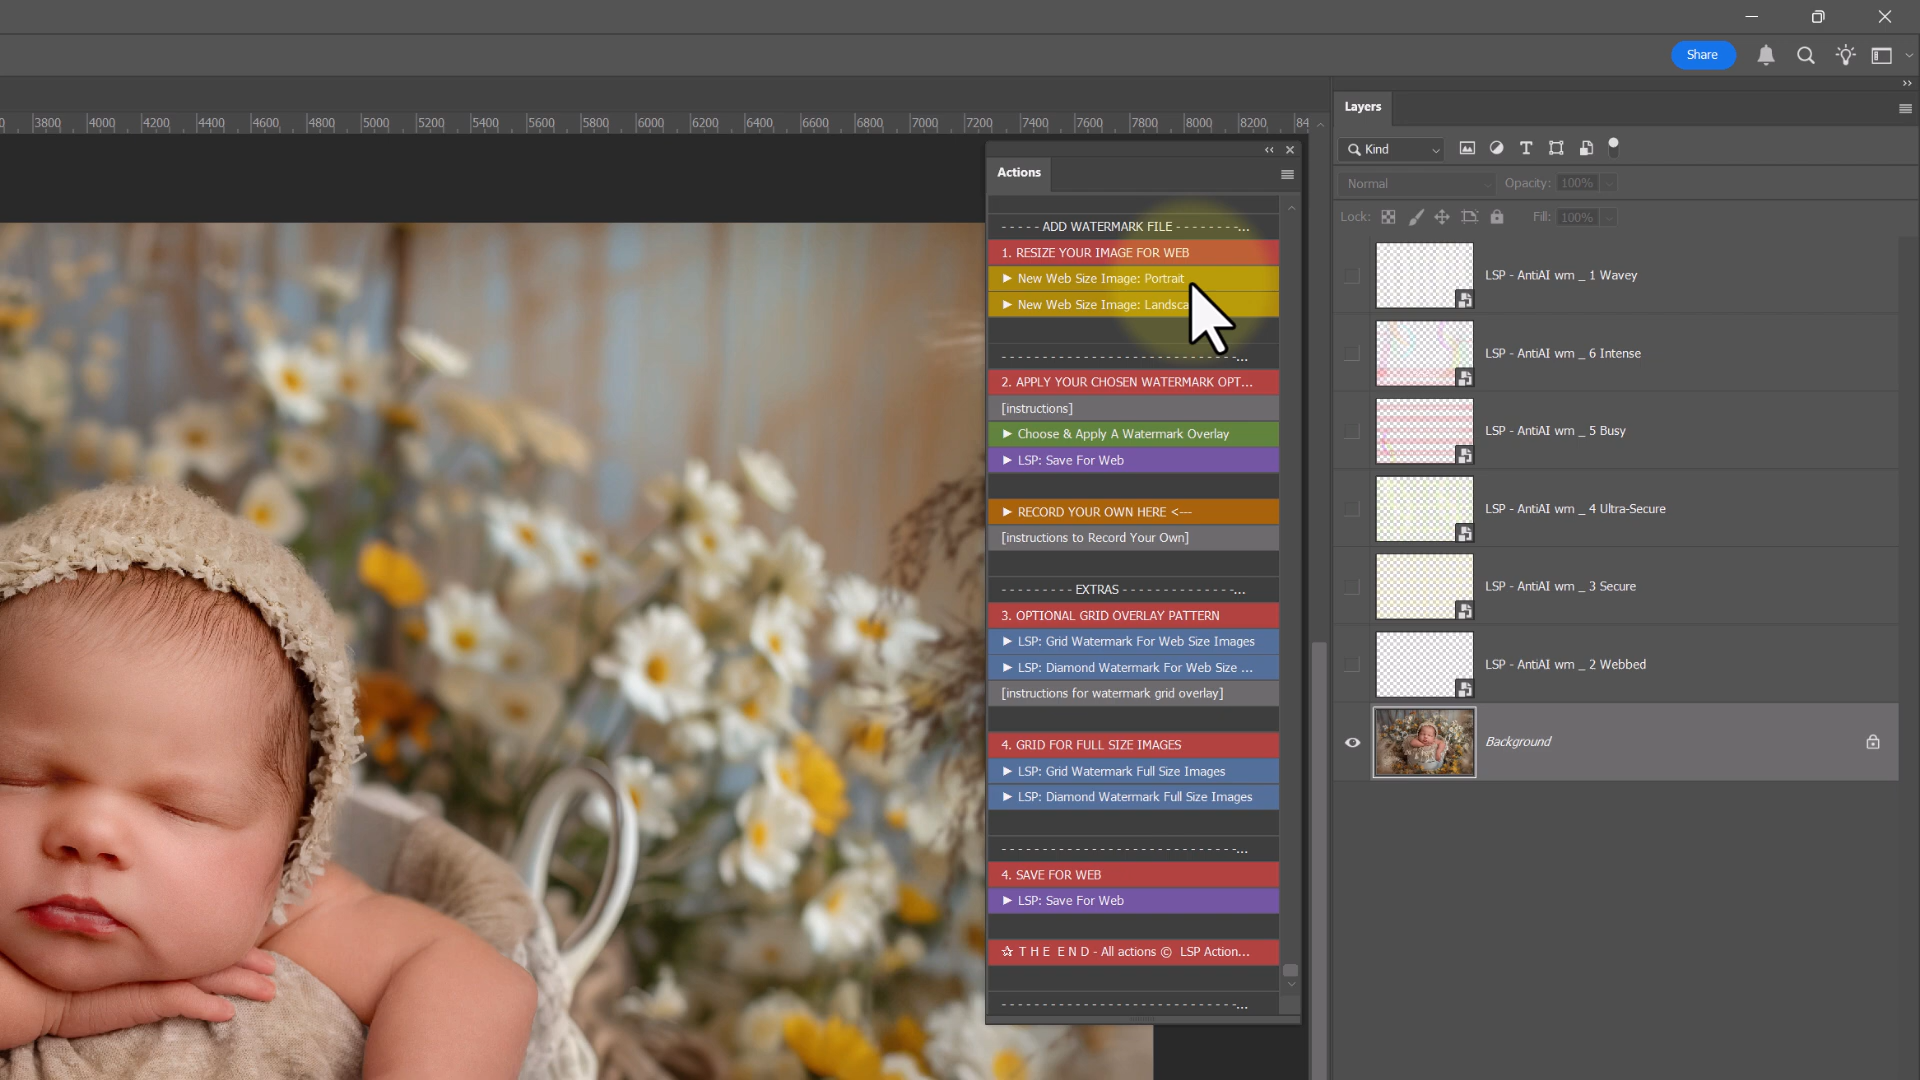 Share
3800 4000 4200 4400 4600 4800 5000 5200 5400 5600 5800 6000 6200 6400 6600 6800 7000 7200 7400 7600 7800 8000 8200 84
Actions
- - - - - ADD WATERMARK FILE - - - - - - - -...
1. RESIZE YOUR IMAGE FOR WEB
New Web Size Image: Portrait
New Web Size Image: Landsca
- - - - - - - - - - - - - - - - - - - - - - - - - - - -...
2. APPLY YOUR CHOSEN WATERMARK OPT...
[instructions]
Choose & Apply A Watermark Overlay
LSP: Save For Web
RECORD YOUR OWN HERE <---
[instructions to Record Your Own]
- - - - - - - - - EXTRAS - - - - - - - - - - - - - -...
3. OPTIONAL GRID OVERLAY PATTERN
LSP: Grid Watermark For Web Size Images
LSP: Diamond Watermark For Web Size ...
[instructions for watermark grid overlay]
4. GRID FOR FULL SIZE IMAGES
LSP: Grid Watermark Full Size Images
LSP: Diamond Watermark Full Size Images
- - - - - - - - - - - - - - - - - - - - - - - - - - - -...
4. SAVE FOR WEB
LSP: Save For Web
☆ T H E  E N D - All actions ©  LSP Action...
- - - - - - - - - - - - - - - - - - - - - - - - - - - -...
Layers
Kind
Normal
Opacity: 100%
Lock:
Fill: 100%
LSP - AntiAI wm _ 1 Wavey
LSP - AntiAI wm _ 6 Intense
LSP - AntiAI wm _ 5 Busy
LSP - AntiAI wm _ 4 Ultra-Secure
LSP - AntiAI wm _ 3 Secure
LSP - AntiAI wm _ 2 Webbed
Background